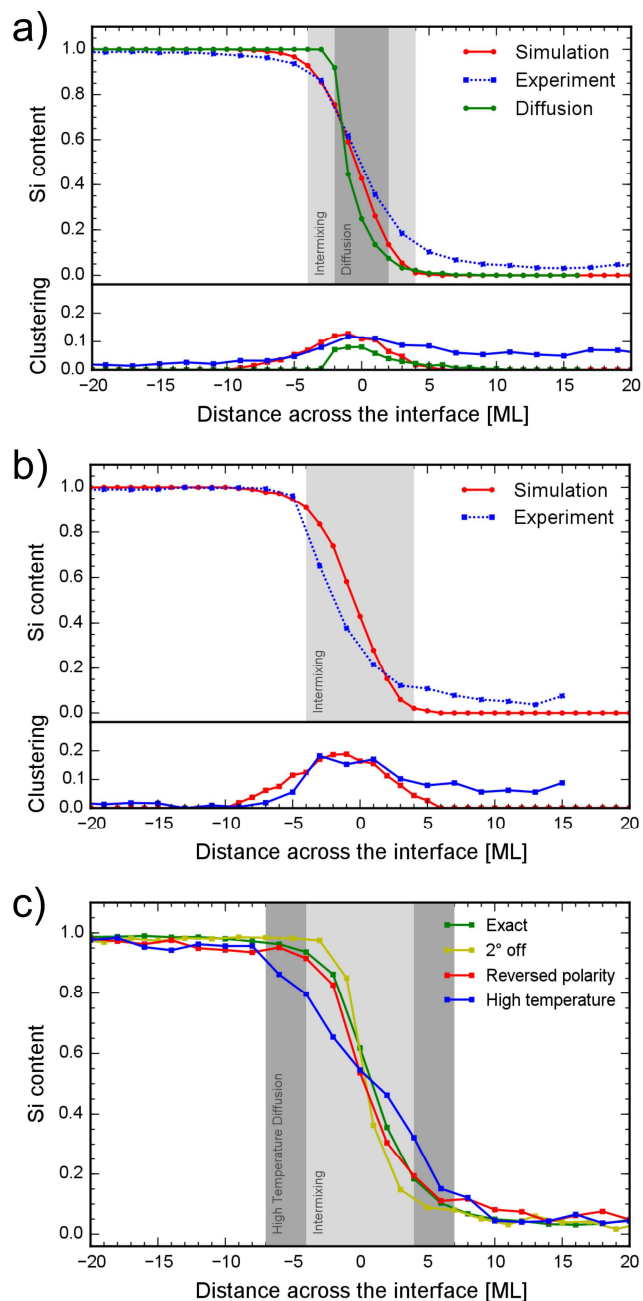 a)
1.0
0.8
0.6
0.4
0.2
0.0
Si content
Simulation
Experiment
Diffusion
Intermixing
Diffusion
0.2
0.1
0.0
Clustering
−20 −15 −10 −5 0 5 10 15 20
Distance across the interface [ML]
b)
1.0
0.8
0.6
0.4
0.2
0.0
Si content
Simulation
Experiment
Intermixing
0.2
0.1
0.0
Clustering
−20 −15 −10 −5 0 5 10 15 20
Distance across the interface [ML]
c)
1.0
0.8
0.6
0.4
0.2
0.0
Si content
Exact
2° off
Reversed polarity
High temperature
High Temperature Diffusion
Intermixing
−20 −15 −10 −5 0 5 10 15 20
Distance across the interface [ML]